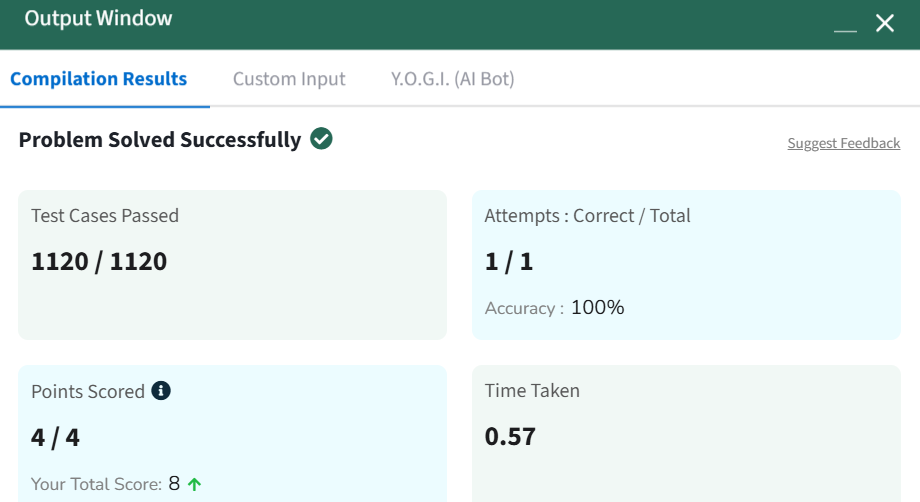 Output Window
Compilation Results
Custom Input
Y.O.G.I. (AI Bot)
Problem Solved Successfully
Suggest Feedback
Test Cases Passed
1120 / 1120
Attempts : Correct / Total
1 / 1
Accuracy : 100%
Points Scored
4 / 4
Your Total Score: 8
Time Taken
0.57